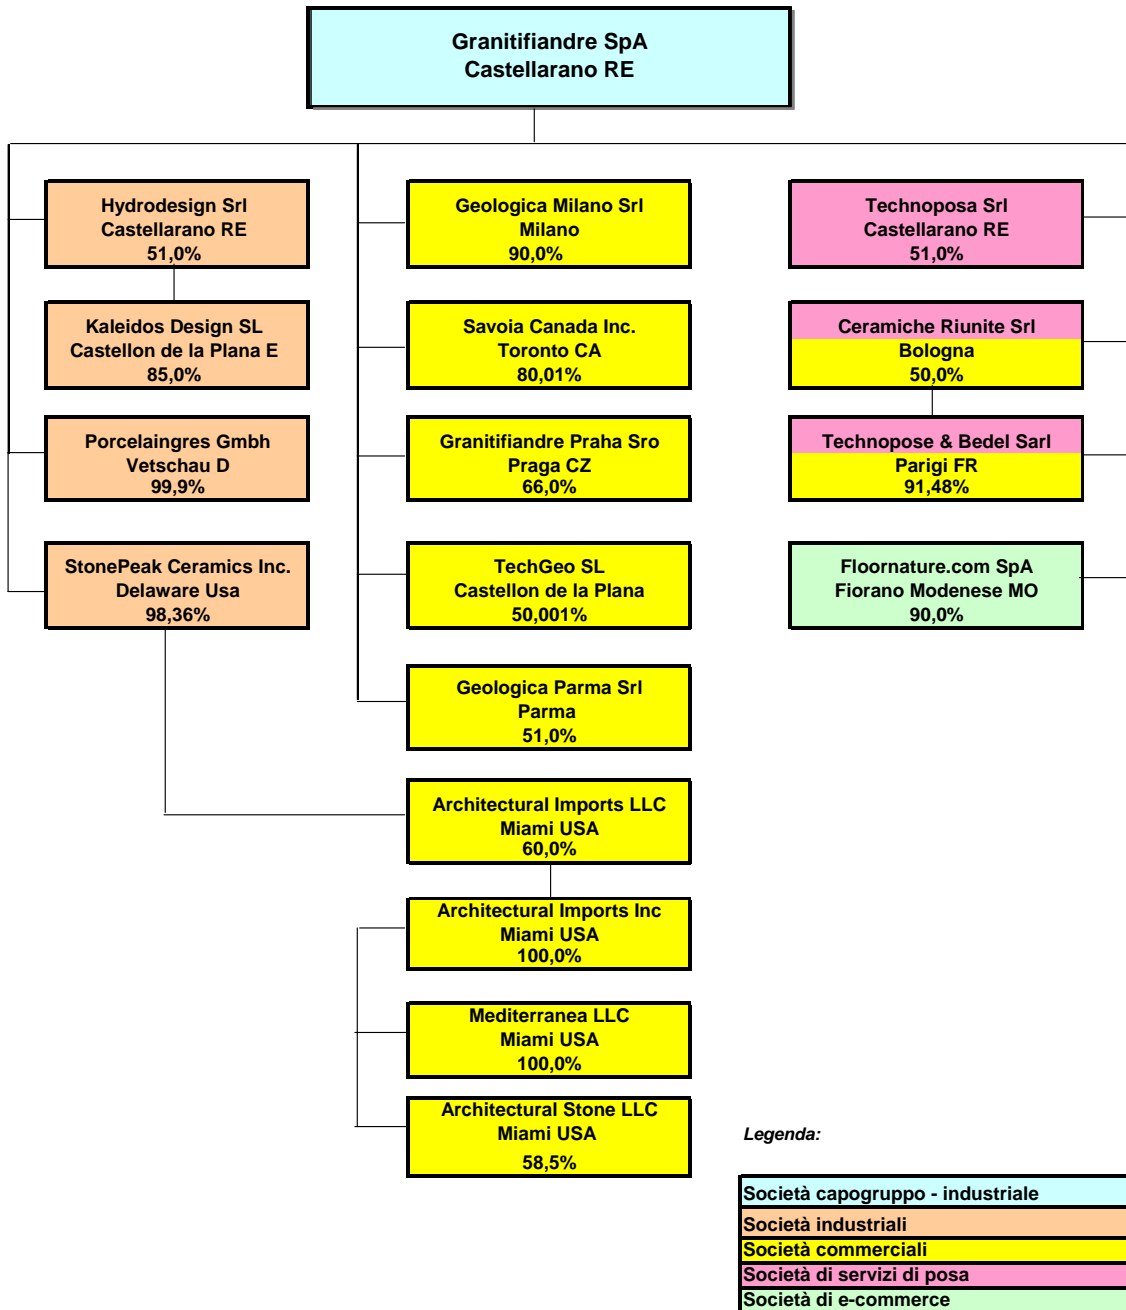 Granitifiandre SpA
Castellarano RE
Hydrodesign Srl
Castellarano RE
51,0%
Kaleidos Design SL
Castellon de la Plana E
85,0%
Porcelaingres Gmbh
Vetschau D
99,9%
StonePeak Ceramics Inc.
Delaware Usa
98,36%
Geologica Milano Srl
Milano
90,0%
Savoia Canada Inc.
Toronto CA
80,01%
Granitifiandre Praha Sro
Praga CZ
66,0%
TechGeo SL
Castellon de la Plana
50,001%
Geologica Parma Srl
Parma
51,0%
Architectural Imports LLC
Miami USA
60,0%
Architectural Imports Inc
Miami USA
100,0%
Mediterranea LLC
Miami USA
100,0%
Architectural Stone LLC
Miami USA
58,5%
Technoposa Srl
Castellarano RE
51,0%
Ceramiche Riunite Srl
Bologna
50,0%
Technopose & Bedel Sarl
Parigi FR
91,48%
Floornature.com SpA
Fiorano Modenese MO
90,0%
Legenda:
Società capogruppo - industriale
Società industriali
Società commerciali
Società di servizi di posa
Società di e-commerce